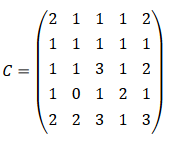 2 1 1 1 2
1 1 1 1 1
C = 1 1 3 1 2
1 0 1 2 1
2 2 3 1 3